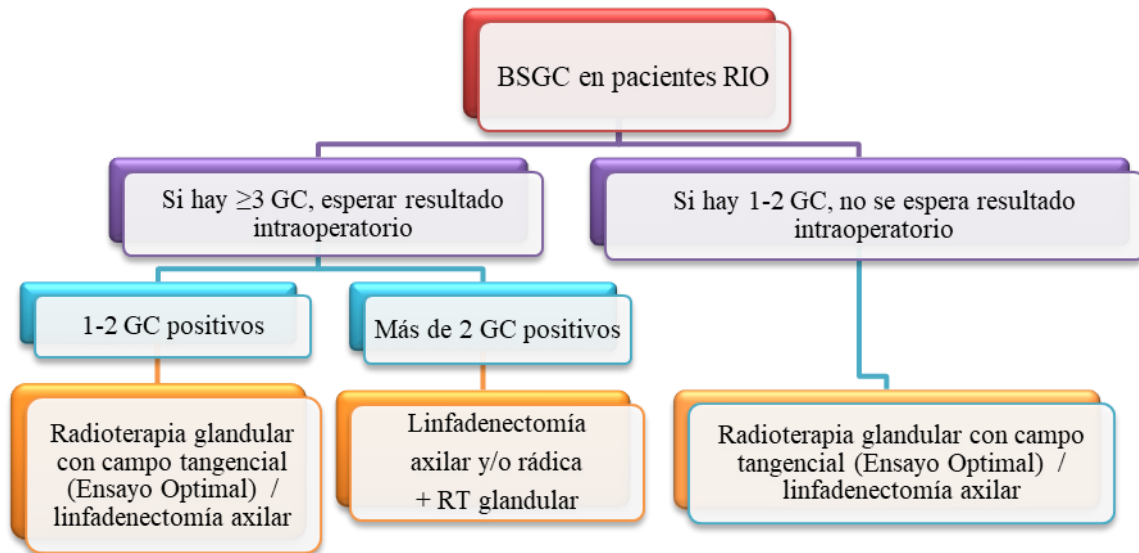 BSGC en pacientes RIO
Si hay ≥3 GC, esperar resultado
intraoperatorio
Si hay 1-2 GC, no se espera resultado
intraoperatorio
1-2 GC positivos
Más de 2 GC positivos
Radioterapia glandular
con campo tangencial
(Ensayo Optimal) /
linfadenectomía axilar
Linfadenectomía
axilar y/o rádica
+ RT glandular
Radioterapia glandular con campo
tangencial (Ensayo Optimal) /
linfadenectomía axilar